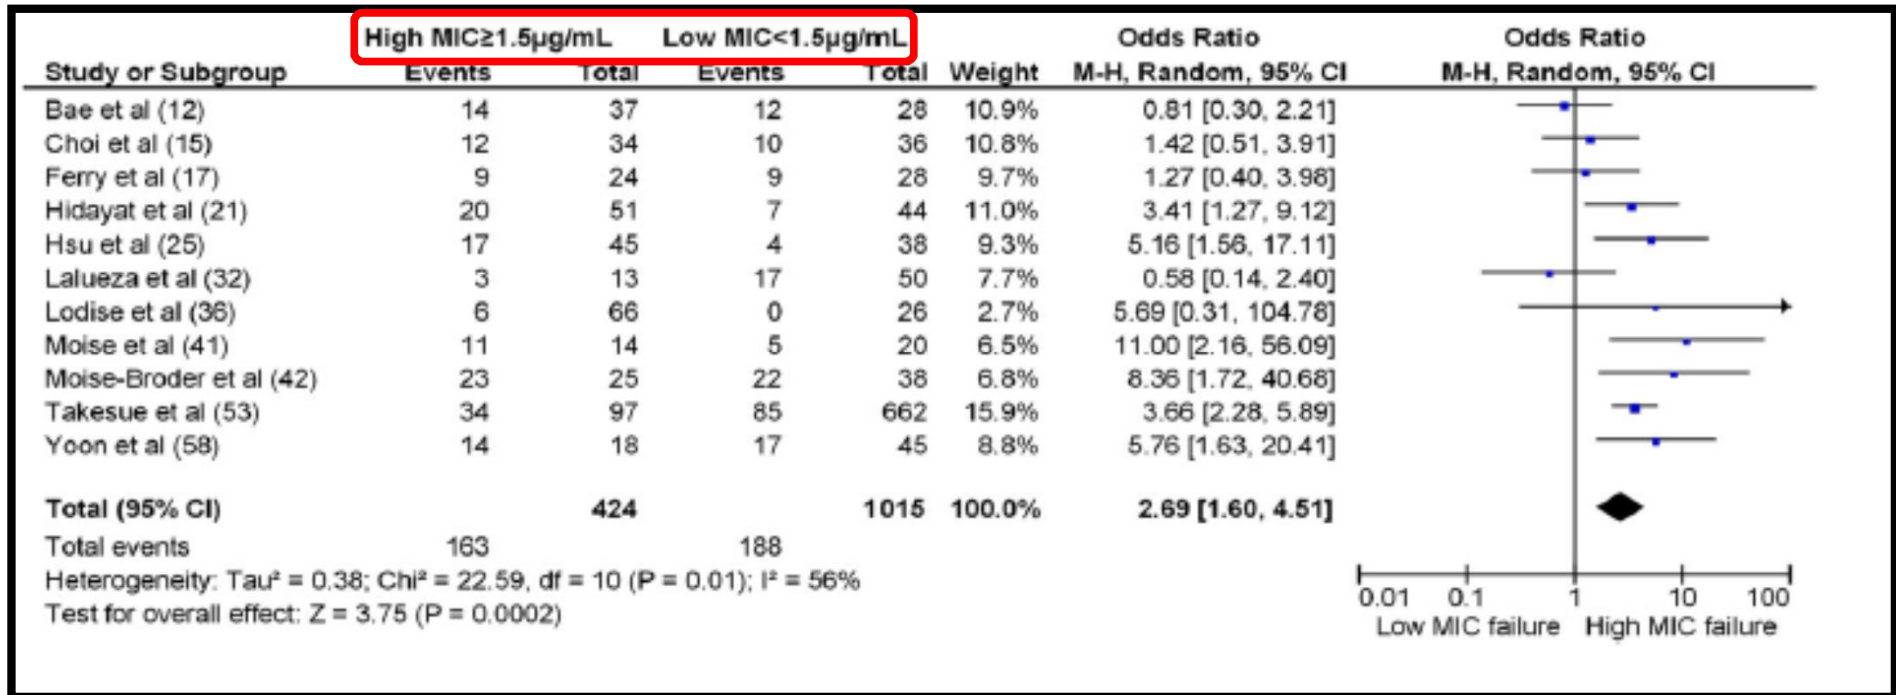 High MIC≥1.5µg/mL Low MIC<1.5µg/mL Odds Ratio Odds Ratio
Study or Subgroup Events Total Events Total Weight M-H, Random, 95% CI M-H, Random, 95% CI
Bae et al (12) 14 37 12 28 10.9% 0.81 [0.30, 2.21]
Choi et al (15) 12 34 10 36 10.8% 1.42 [0.51, 3.91]
Ferry et al (17) 9 24 9 28 9.7% 1.27 [0.40, 3.98]
Hidayat et al (21) 20 51 7 44 11.0% 3.41 [1.27, 9.12]
Hsu et al (25) 17 45 4 38 9.3% 5.16 [1.56, 17.11]
Lalueza et al (32) 3 13 17 50 7.7% 0.58 [0.14, 2.40]
Lodise et al (36) 6 66 0 26 2.7% 5.69 [0.31, 104.78]
Moise et al (41) 11 14 5 20 6.5% 11.00 [2.16, 56.09]
Moise-Broder et al (42) 23 25 22 38 6.8% 8.36 [1.72, 40.68]
Takesue et al (53) 34 97 85 662 15.9% 3.66 [2.28, 5.89]
Yoon et al (58) 14 18 17 45 8.8% 5.76 [1.63, 20.41]
Total (95% CI) 424 1015 100.0% 2.69 [1.60, 4.51]
Total events 163 188
Heterogeneity: Tau² = 0.38; Chi² = 22.59, df = 10 (P = 0.01); I² = 56%
Test for overall effect: Z = 3.75 (P = 0.0002)
0.01 0.1 1 10 100
Low MIC failure High MIC failure